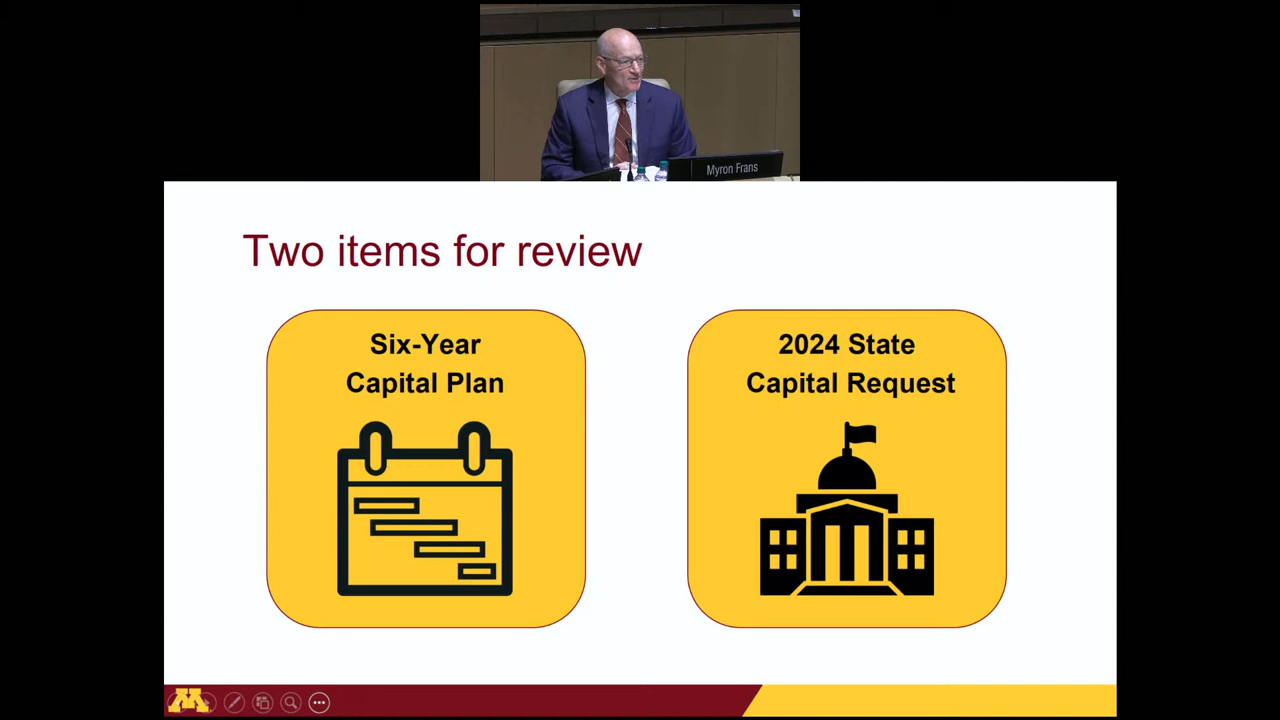 Myron Frans
Two items for review
Six-Year
Capital Plan
2024 State
Capital Request
M